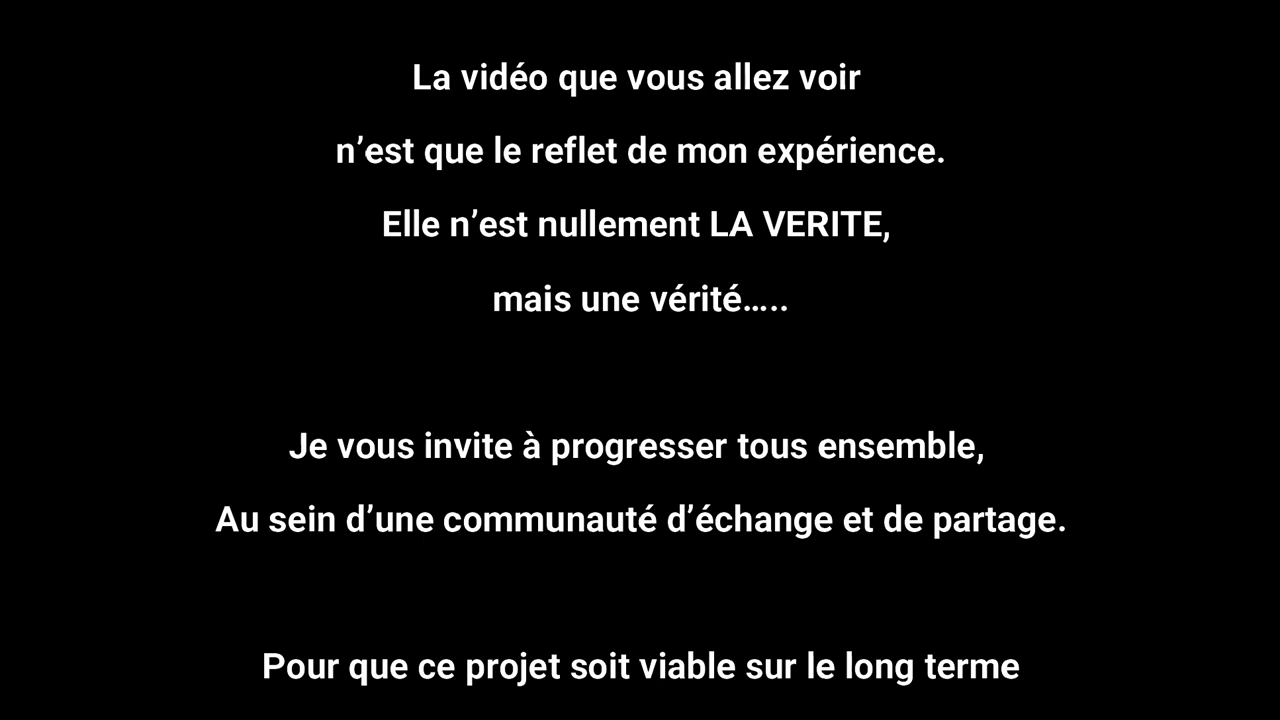 La vidéo que vous allez voir
n’est que le reflet de mon expérience.
Elle n’est nullement LA VERITE,
mais une vérité…..
Je vous invite à progresser tous ensemble,
Au sein d’une communauté d’échange et de partage.
Pour que ce projet soit viable sur le long terme